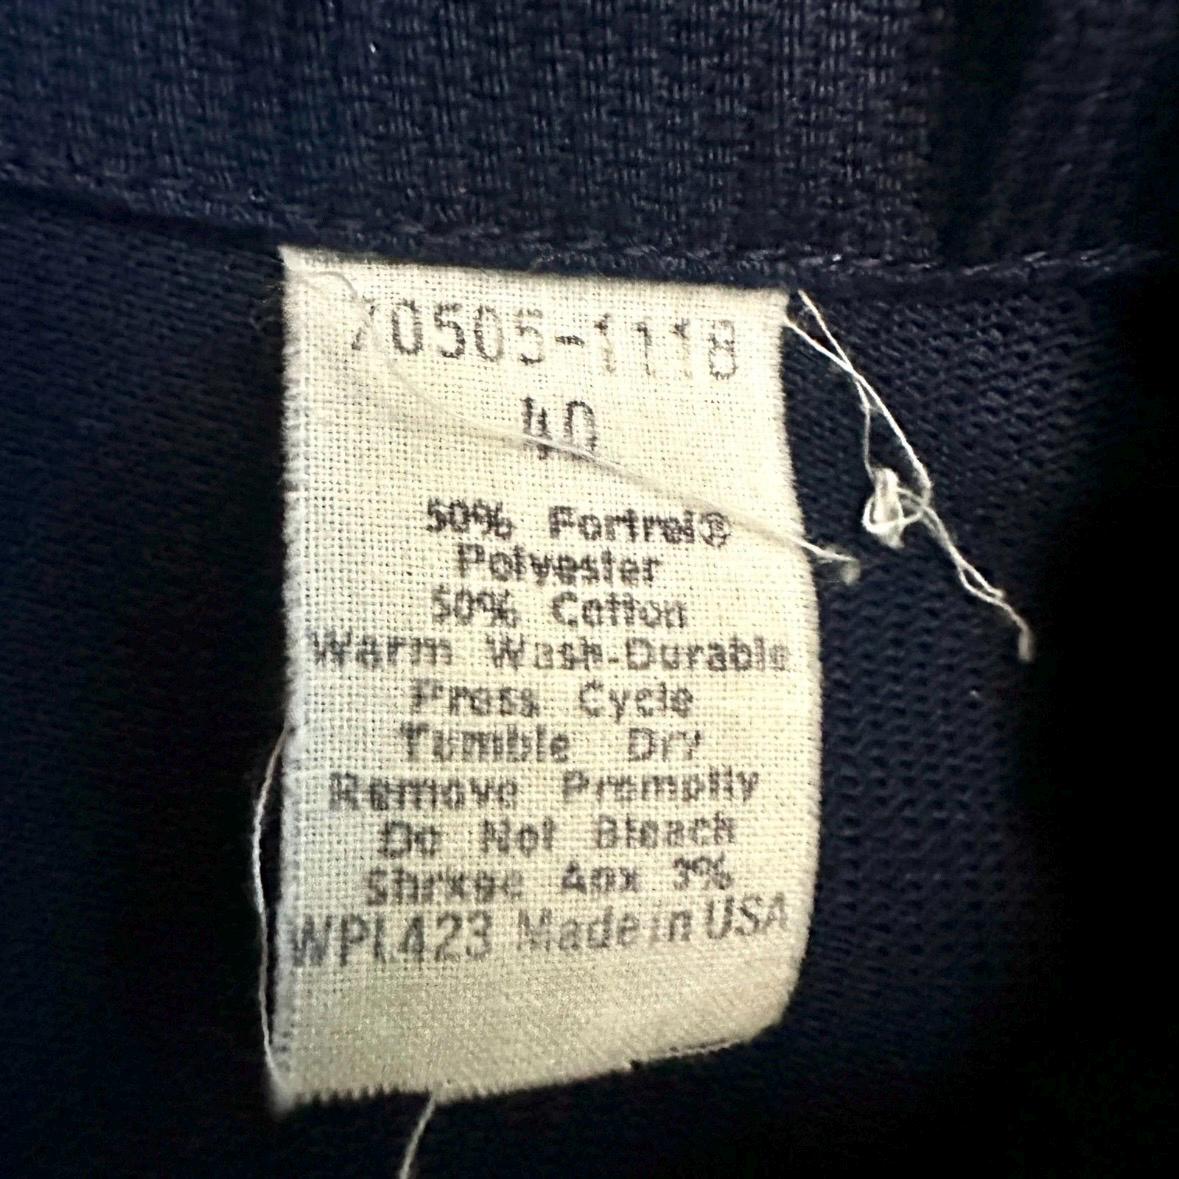 70505-1118
40
50% Fortrel®
Polyester
50% Cotton
Warm Wash-Durable
Press Cycle
Tumble Dry
Remove Promptly
Do Not Bleach
Shrkge Apx 3%
WPL423 Made in USA